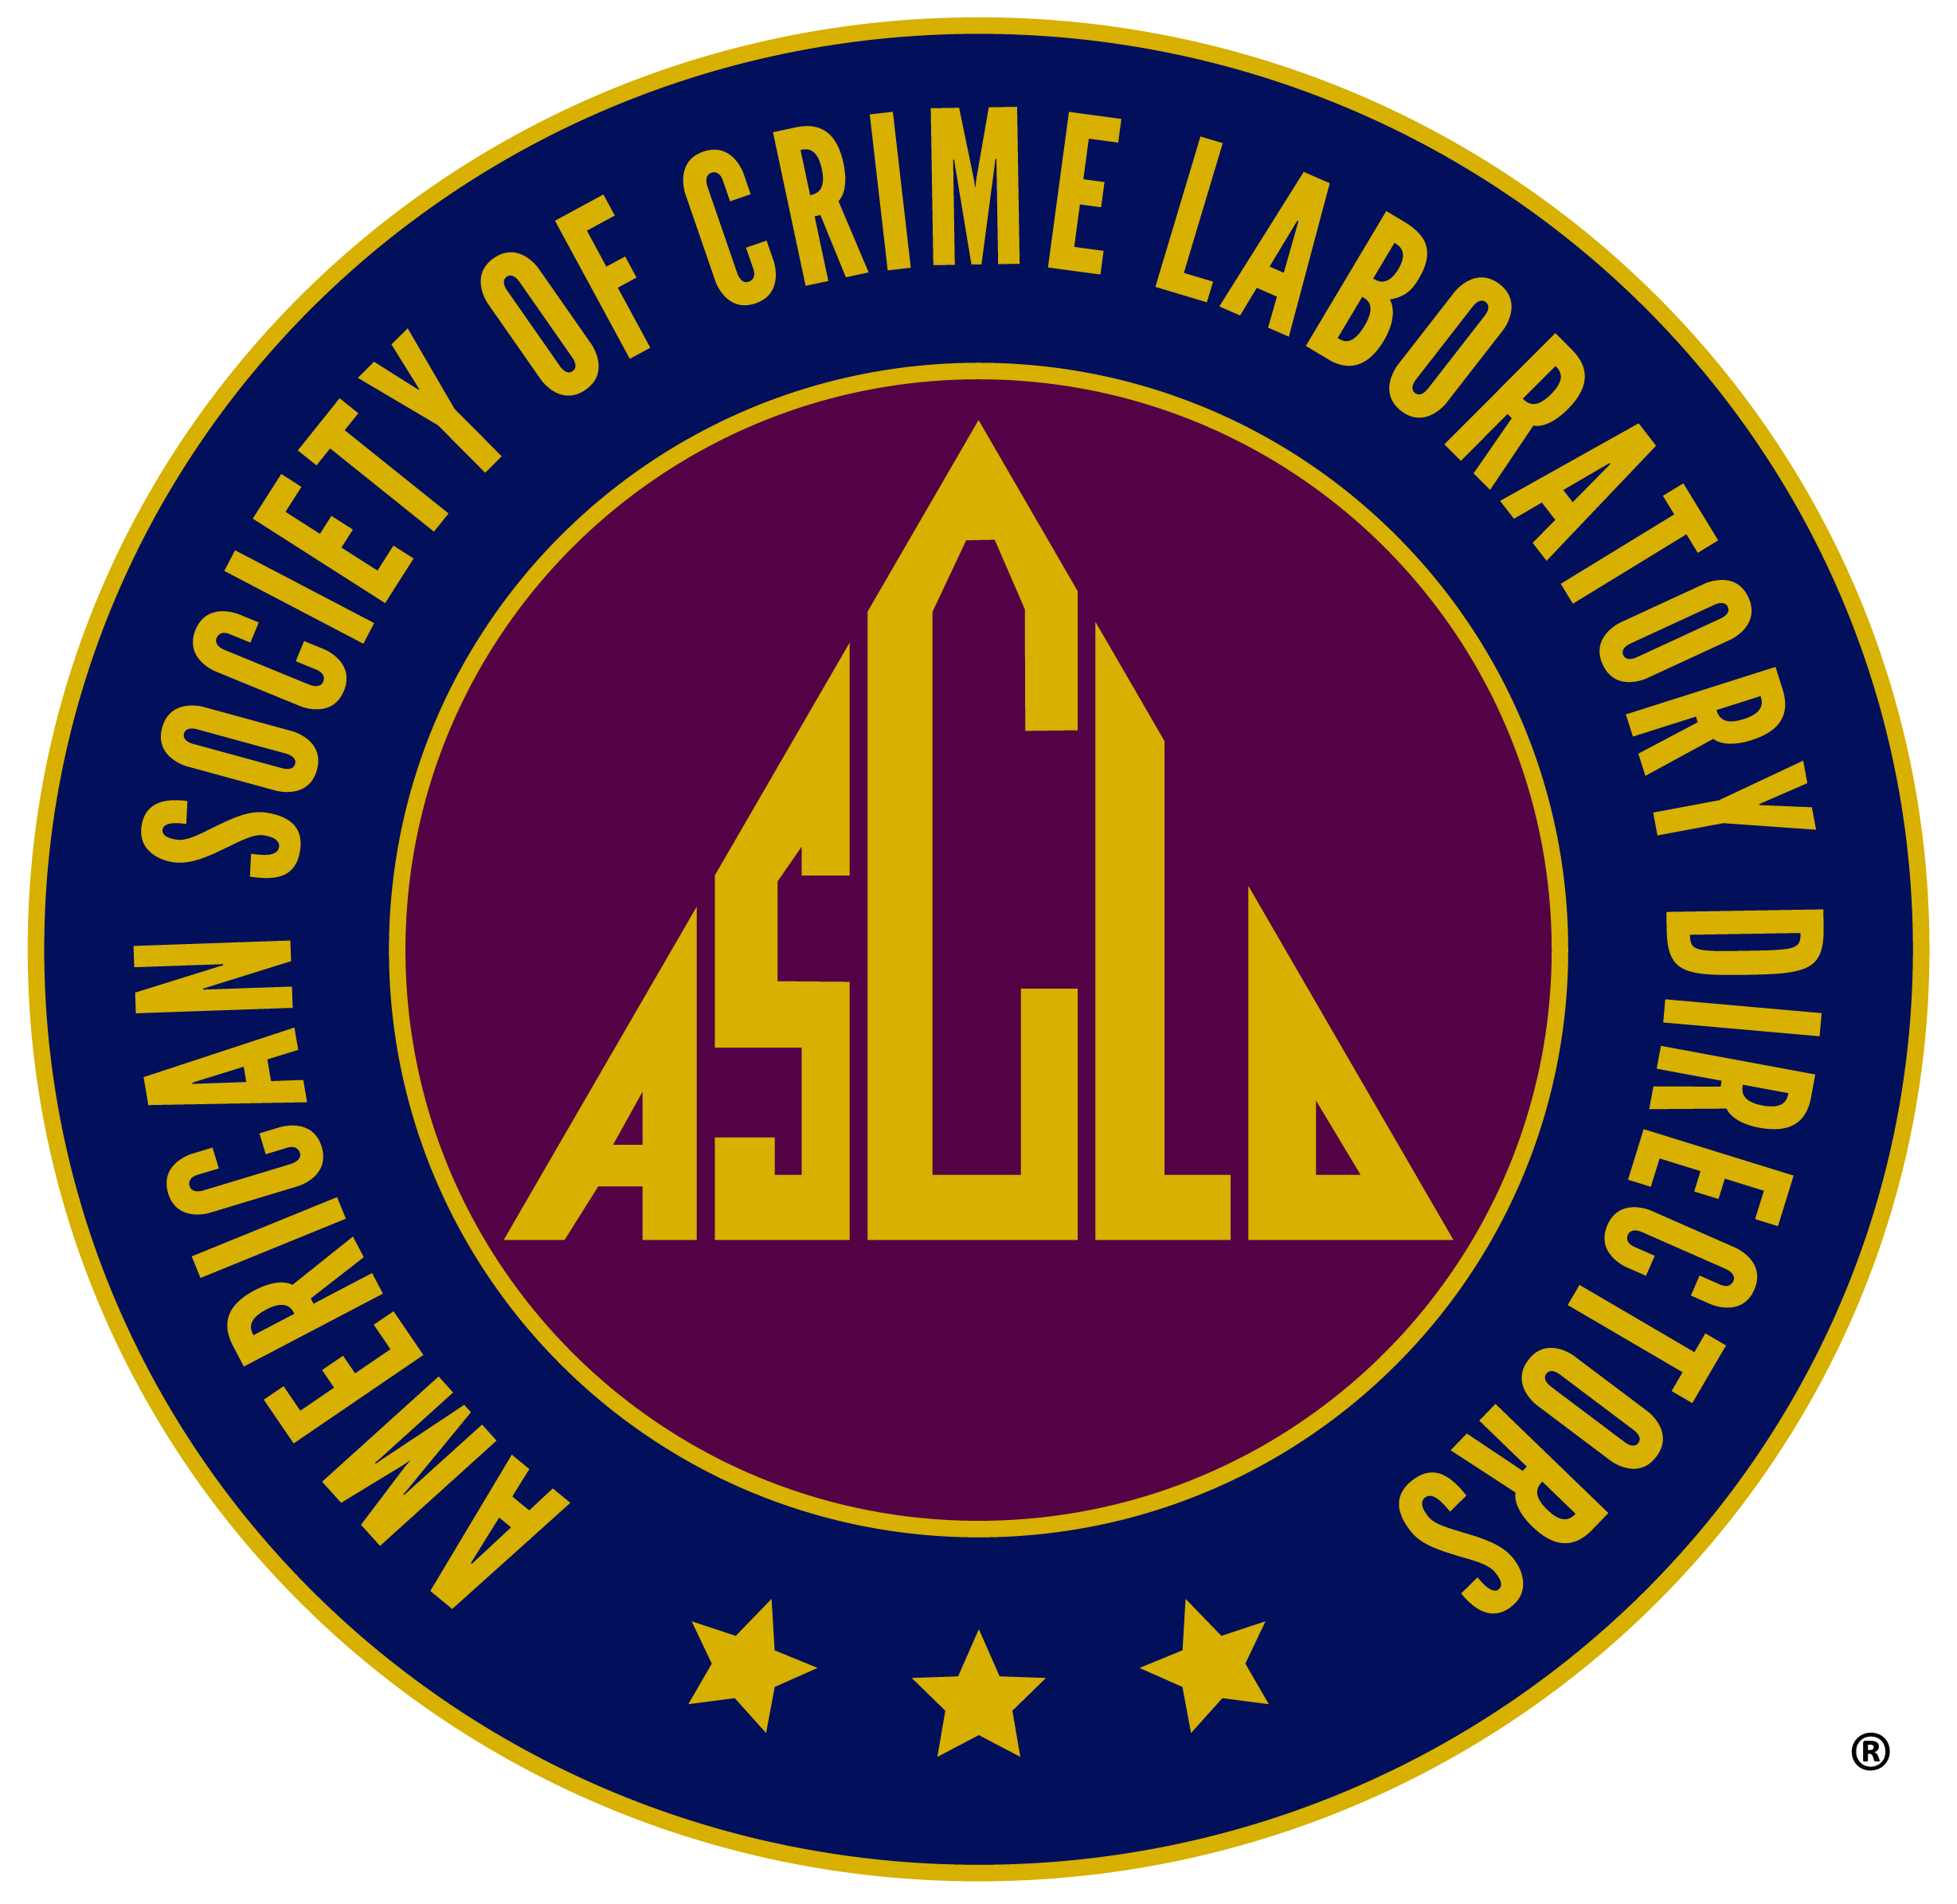 AMERICAN SOCIETY OF CRIME LABORATORY DIRECTORS
ASCLD
®